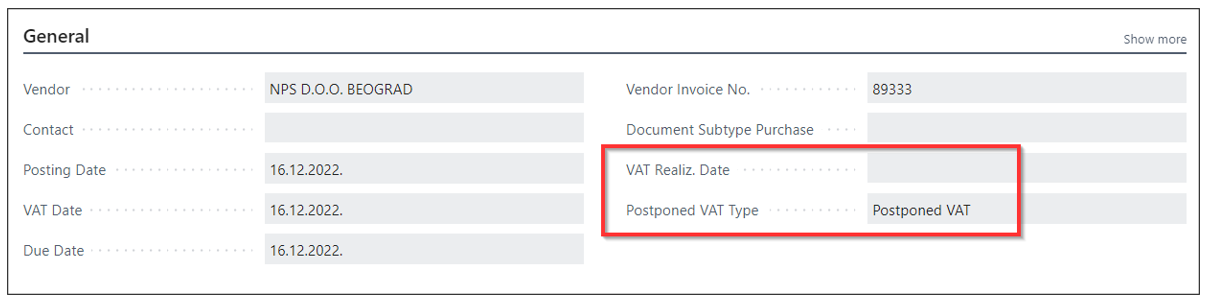 General
Show more
Vendor NPS D.O.O. BEOGRAD
Vendor Invoice No. 89333
Contact
Document Subtype Purchase
Posting Date 16.12.2022.
VAT Realiz. Date
VAT Date 16.12.2022.
Postponed VAT Type Postponed VAT
Due Date 16.12.2022.